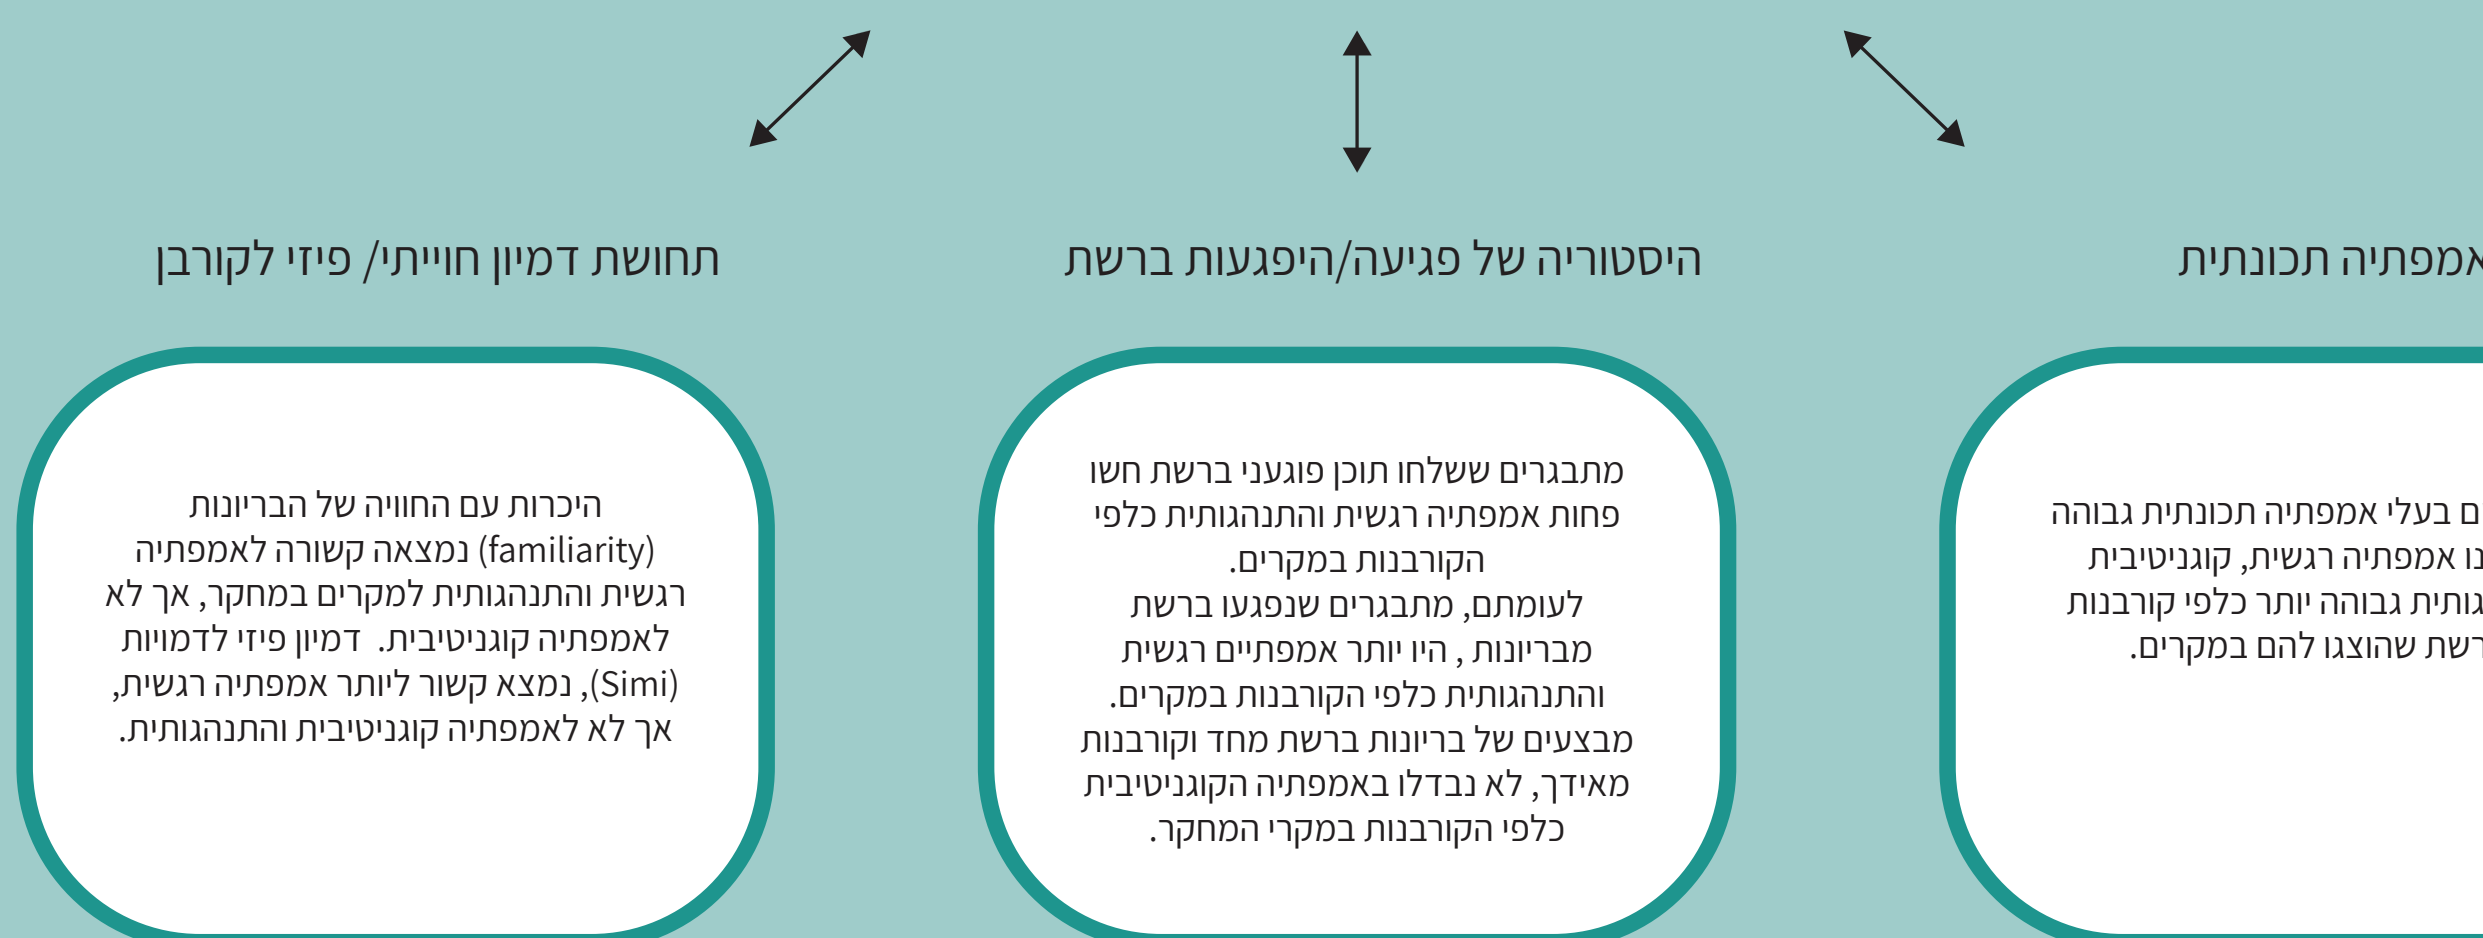 אמפתיה תכונתית
בעלי אמפתיה תכונתית גבוהה
אמפתיה רגשית, קוגניטיבית
גבוהה יותר כלפי קורבנות
שהוצגו להם במקרים.
היסטוריה של פגיעה/היפגעות ברשת
מתבגרים ששלחו תוכן פוגעני ברשת חשו
פחות אמפתיה רגשית והתנהגותית כלפי
הקורבנות במקרים.
לעומתם, מתבגרים שנפגעו ברשת
מבריונות , היו יותר אמפתיים רגשית
והתנהגותית כלפי הקורבנות במקרים.
מבצעים של בריונות ברשת מחד וקורבנות
מאידך, לא נבדלו באמפתיה הקוגניטיבית
כלפי הקורבנות במקרי המחקר.
תחושת דמיון חווייתי/ פיזי לקורבן
היכרות עם החוויה של הבריונות
(familiarity) נמצאה קשורה לאמפתיה
רגשית והתנהגותית למקרים במחקר, אך לא
לאמפתיה קוגניטיבית. דמיון פיזי לדמויות
(Simi), נמצא קשור ליותר אמפתיה רגשית,
אך לא לאמפתיה קוגניטיבית והתנהגותית.